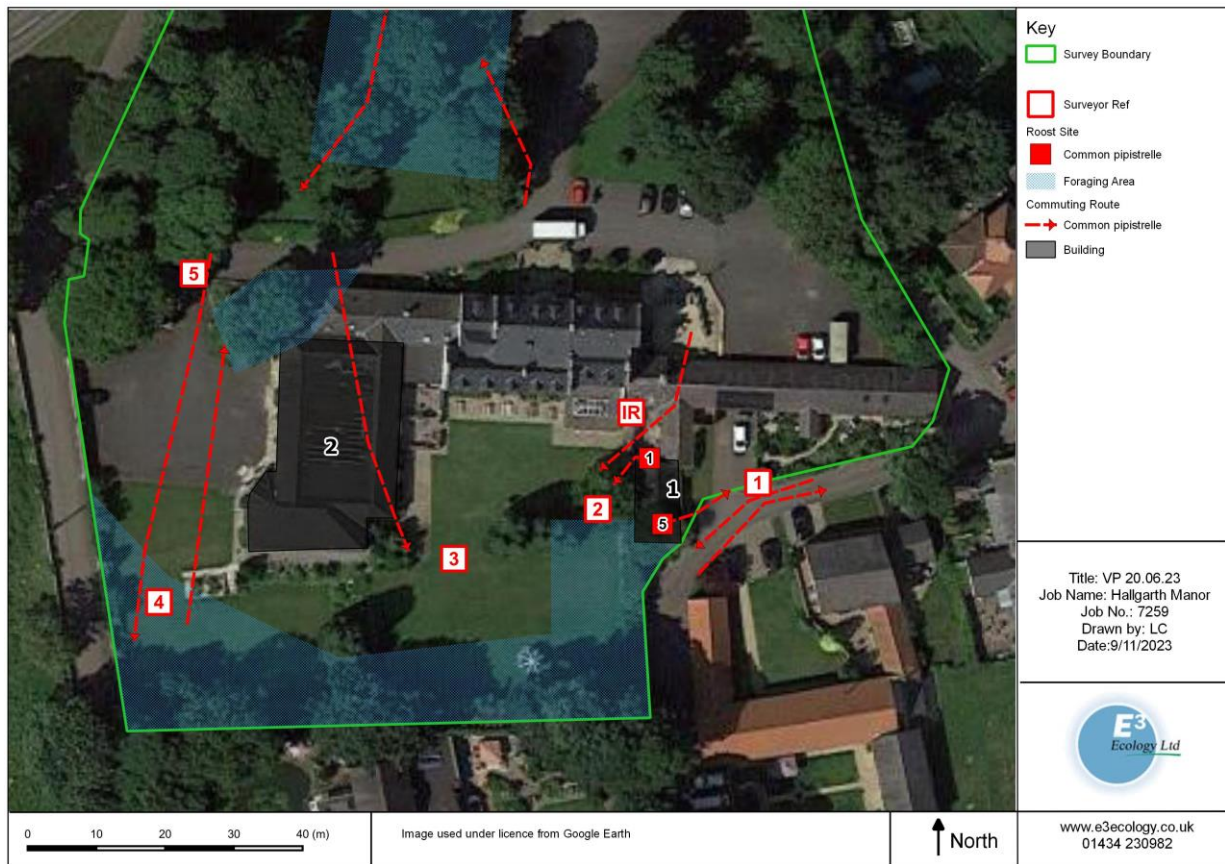 5
2
IR
1
1
1
2
5
3
4
Key
Survey Boundary
Surveyor Ref
Roost Site
Common pipistrelle
Foraging Area
Commuting Route
Common pipistrelle
Building
Title: VP 20.06.23
Job Name: Hallgarth Manor
Job No.: 7259
Drawn by: LC
Date:9/11/2023
E3
Ecology Ltd
www.e3ecology.co.uk
01434 230982
0 10 20 30 40 (m)
Image used under licence from Google Earth
North